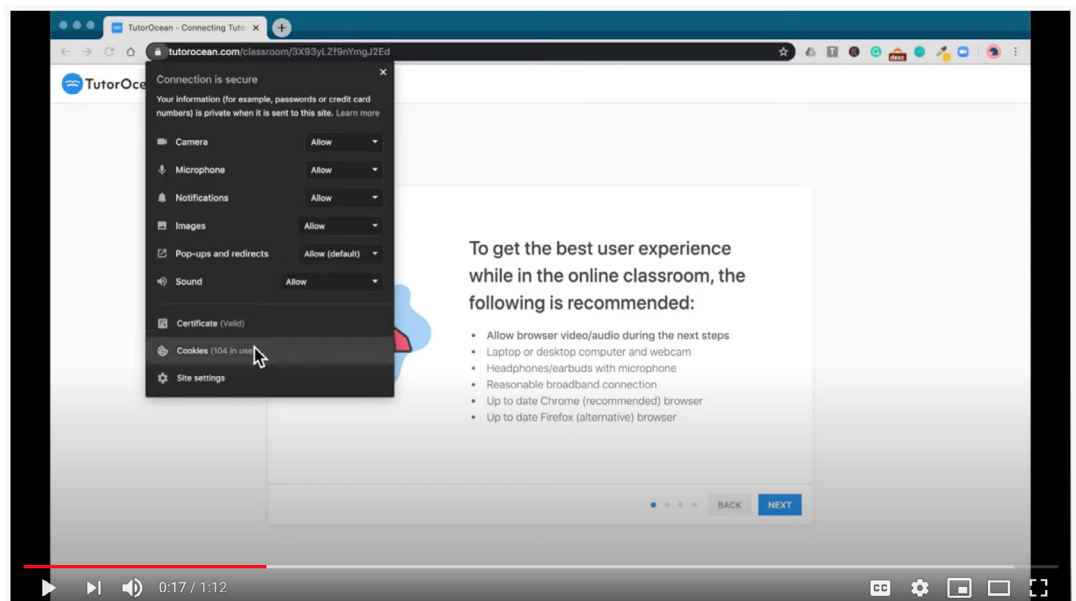 TutorOcean - Connecting Tuto
tutorocean.com/classroom/3X93yLZf9nYmgJ2Ed
desc
TutorOce
Connection is secure
Your information (for example, passwords or credit card
numbers) is private when it is sent to this site. Learn more
Camera Allow
Microphone Allow
Notifications Allow
Images Allow
Pop-ups and redirects Allow (default)
Sound Allow
Certificate (Valid)
Cookies (104 in use
Site settings
To get the best user experience
while in the online classroom, the
following is recommended:
• Allow browser video/audio during the next steps
• Laptop or desktop computer and webcam
• Headphones/earbuds with microphone
• Reasonable broadband connection
• Up to date Chrome (recommended) browser
• Up to date Firefox (alternative) browser
BACK NEXT
0:17 / 1:12
CC